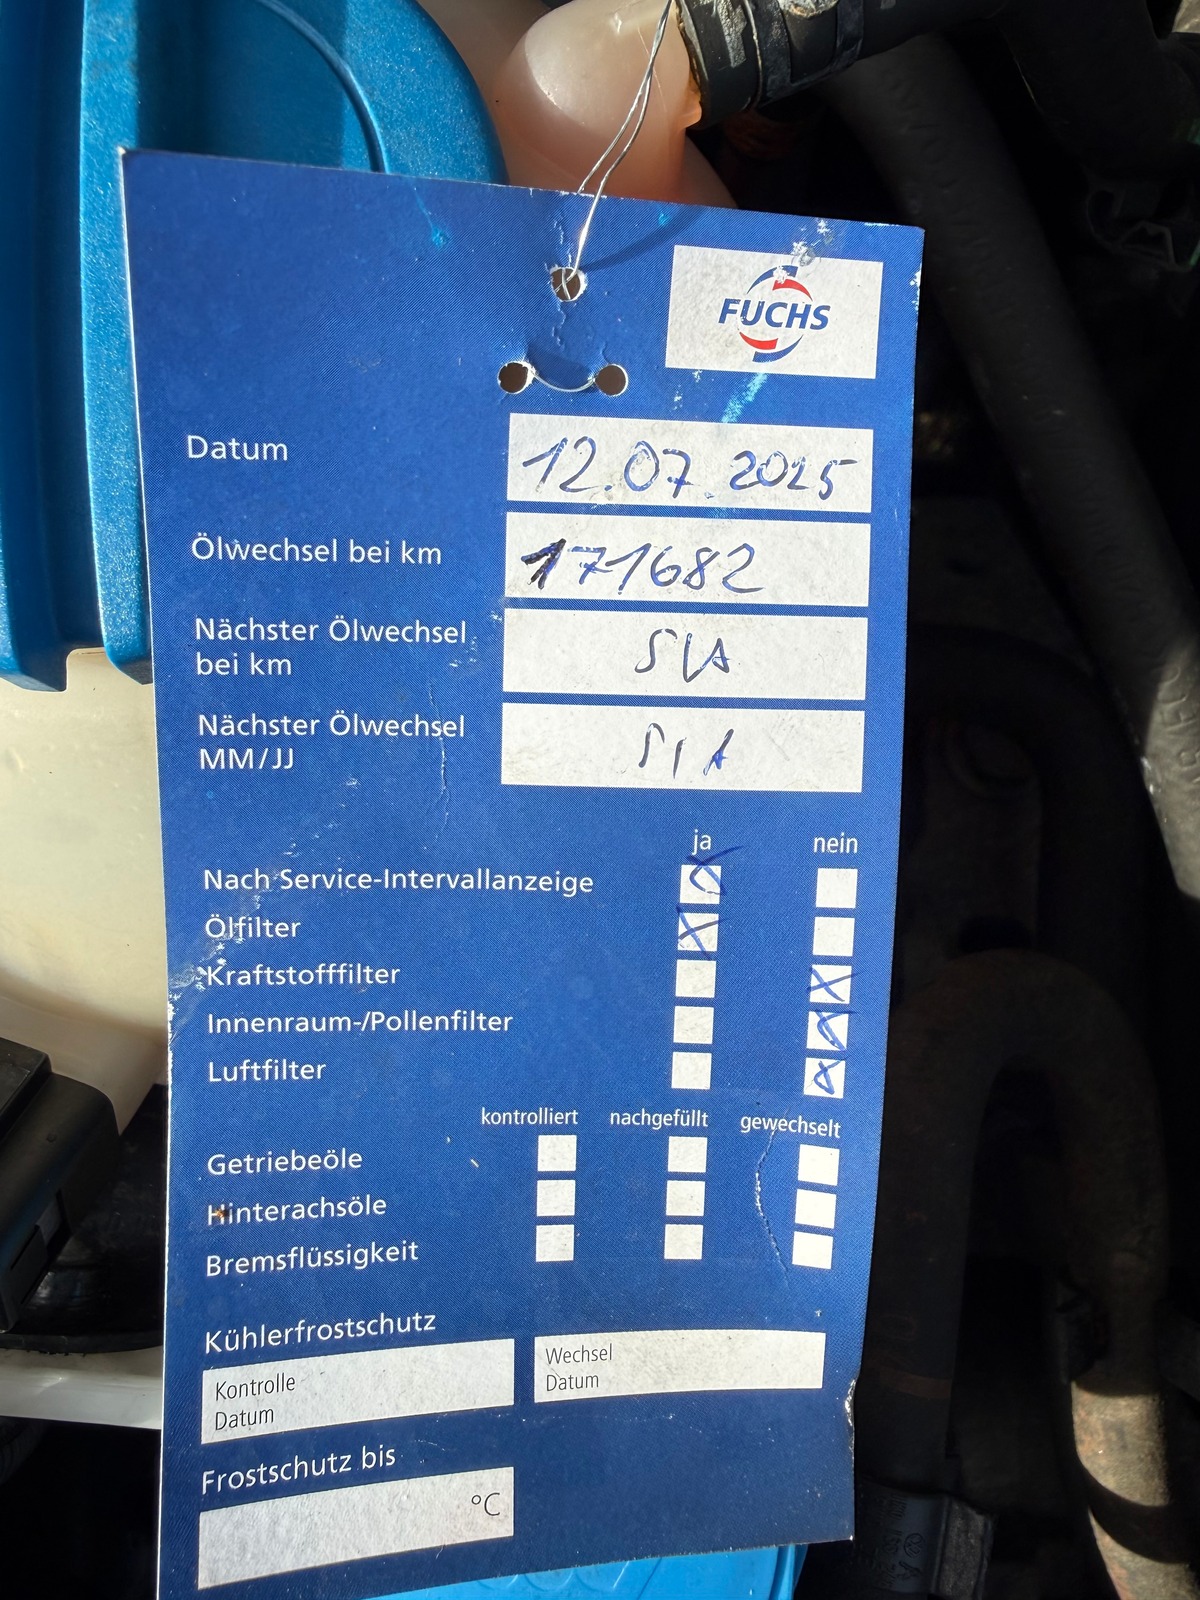 FUCHS
Datum 12.07.2025
Ölwechsel bei km 171682
Nächster Ölwechsel
bei km SIA
Nächster Ölwechsel
MM/JJ SIA
ja nein
Nach Service-Intervallanzeige
Ölfilter
Kraftstofffilter
Innenraum-/Pollenfilter
Luftfilter
kontrolliert nachgefüllt gewechselt
Getriebeöle
Hinterachsöle
Bremsflüssigkeit
Kühlerfrostschutz
Kontrolle
Datum
Wechsel
Datum
Frostschutz bis
°C